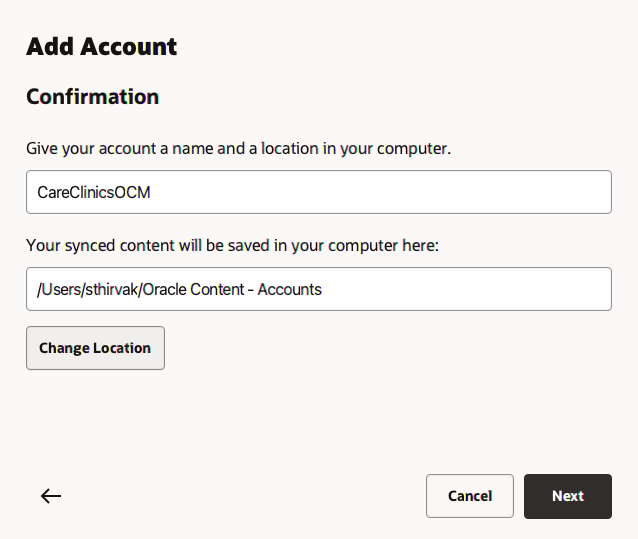 Add Account
Confirmation
Give your account a name and a location in your computer.
CareClinicsOCM
Your synced content will be saved in your computer here:
/Users/sthirvak/Oracle Content - Accounts
Change Location
Cancel
Next